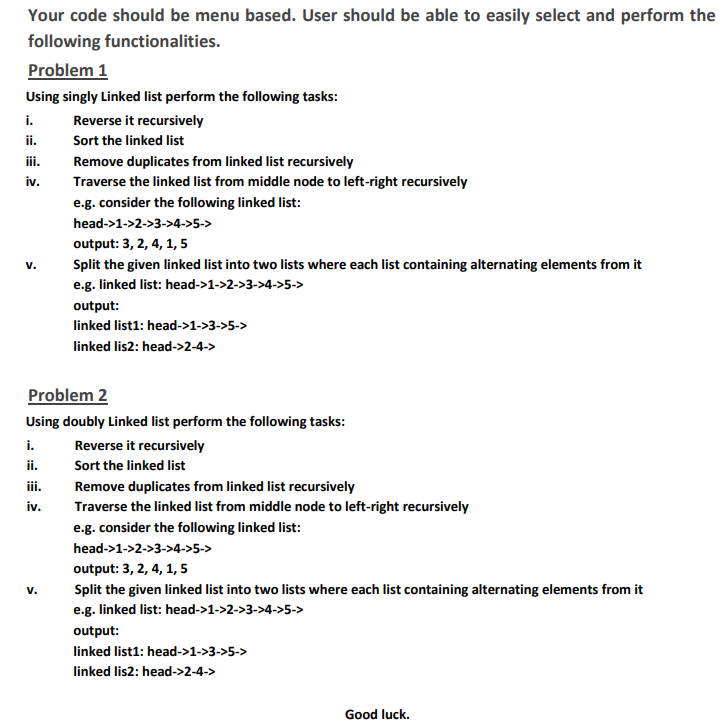 Your code should be menu based. User should be able to easily select and perform the
following functionalities.
Problem 1
Using singly Linked list perform the following tasks:
i. Reverse it recursively
ii. Sort the linked list
iii. Remove duplicates from linked list recursively
iv. Traverse the linked list from middle node to left-right recursively
e.g. consider the following linked list:
head->1->2->3->4->5->
output: 3, 2, 4, 1, 5
v. Split the given linked list into two lists where each list containing alternating elements from it
e.g. linked list: head->1->2->3->4->5->
output:
linked list1: head->1->3->5->
linked lis2: head->2-4->
Problem 2
Using doubly Linked list perform the following tasks:
i. Reverse it recursively
ii. Sort the linked list
iii. Remove duplicates from linked list recursively
iv. Traverse the linked list from middle node to left-right recursively
e.g. consider the following linked list:
head->1->2->3->4->5->
output: 3, 2, 4, 1, 5
v. Split the given linked list into two lists where each list containing alternating elements from it
e.g. linked list: head->1->2->3->4->5->
output:
linked list1: head->1->3->5->
linked lis2: head->2-4->
Good luck.